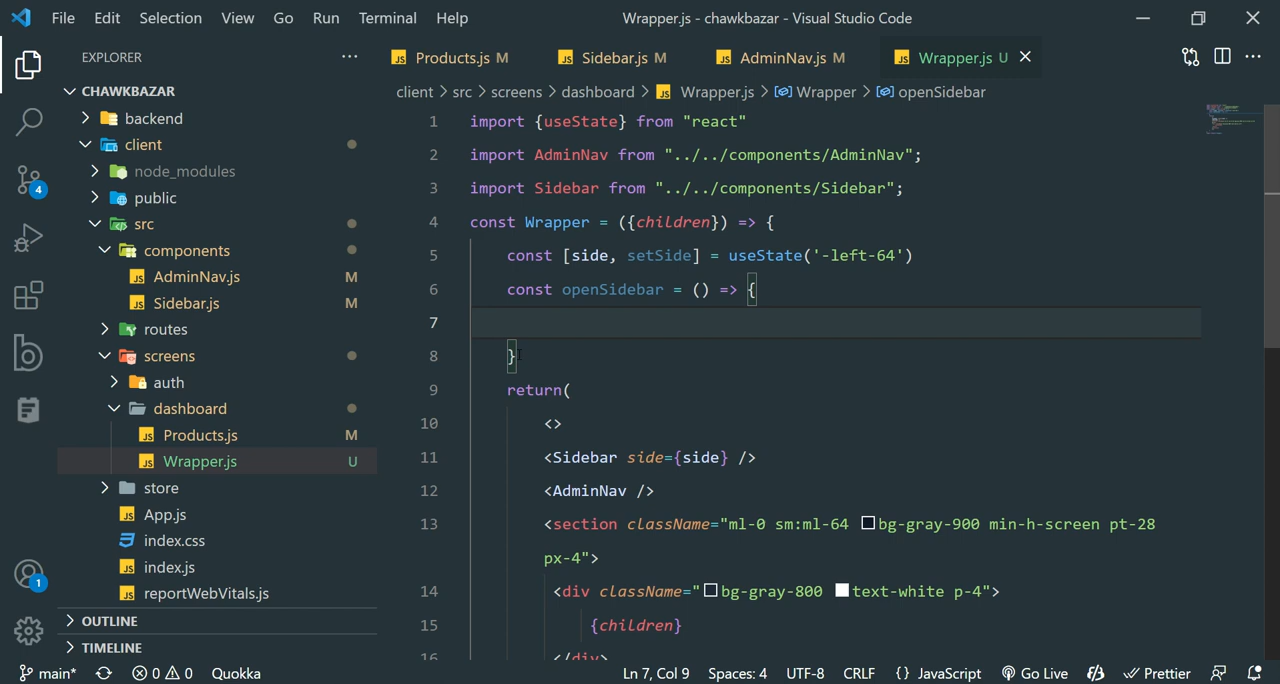 File Edit Selection View Go Run Terminal Help
Wrapper.js - chawkbazar - Visual Studio Code
EXPLORER
CHAWKBAZAR
backend
client
node_modules
public
src
components
AdminNav.js M
Sidebar.js M
routes
screens
auth
dashboard
Products.js M
Wrapper.js U
store
App.js
index.css
index.js
reportWebVitals.js
OUTLINE
TIMELINE
4
1
Products.js M Sidebar.js M AdminNav.js M Wrapper.js U
client > src > screens > dashboard > JS Wrapper.js > Wrapper > openSidebar
1 import {useState} from "react"
2 import AdminNav from "../../components/AdminNav";
3 import Sidebar from "../../components/Sidebar";
4 const Wrapper = ({children}) => {
5 const [side, setSide] = useState('-left-64')
6 const openSidebar = () => {
7
8 }
9 return(
10 <>
11 <Sidebar side={side} />
12 <AdminNav />
13 <section className="ml-0 sm:ml-64 bg-gray-900 min-h-screen pt-28
px-4">
14 <div className="bg-gray-800 text-white p-4">
15 {children}
16 </div>
main* 0 0 Quokka Ln 7, Col 9 Spaces: 4 UTF-8 CRLF {} JavaScript Go Live Prettier